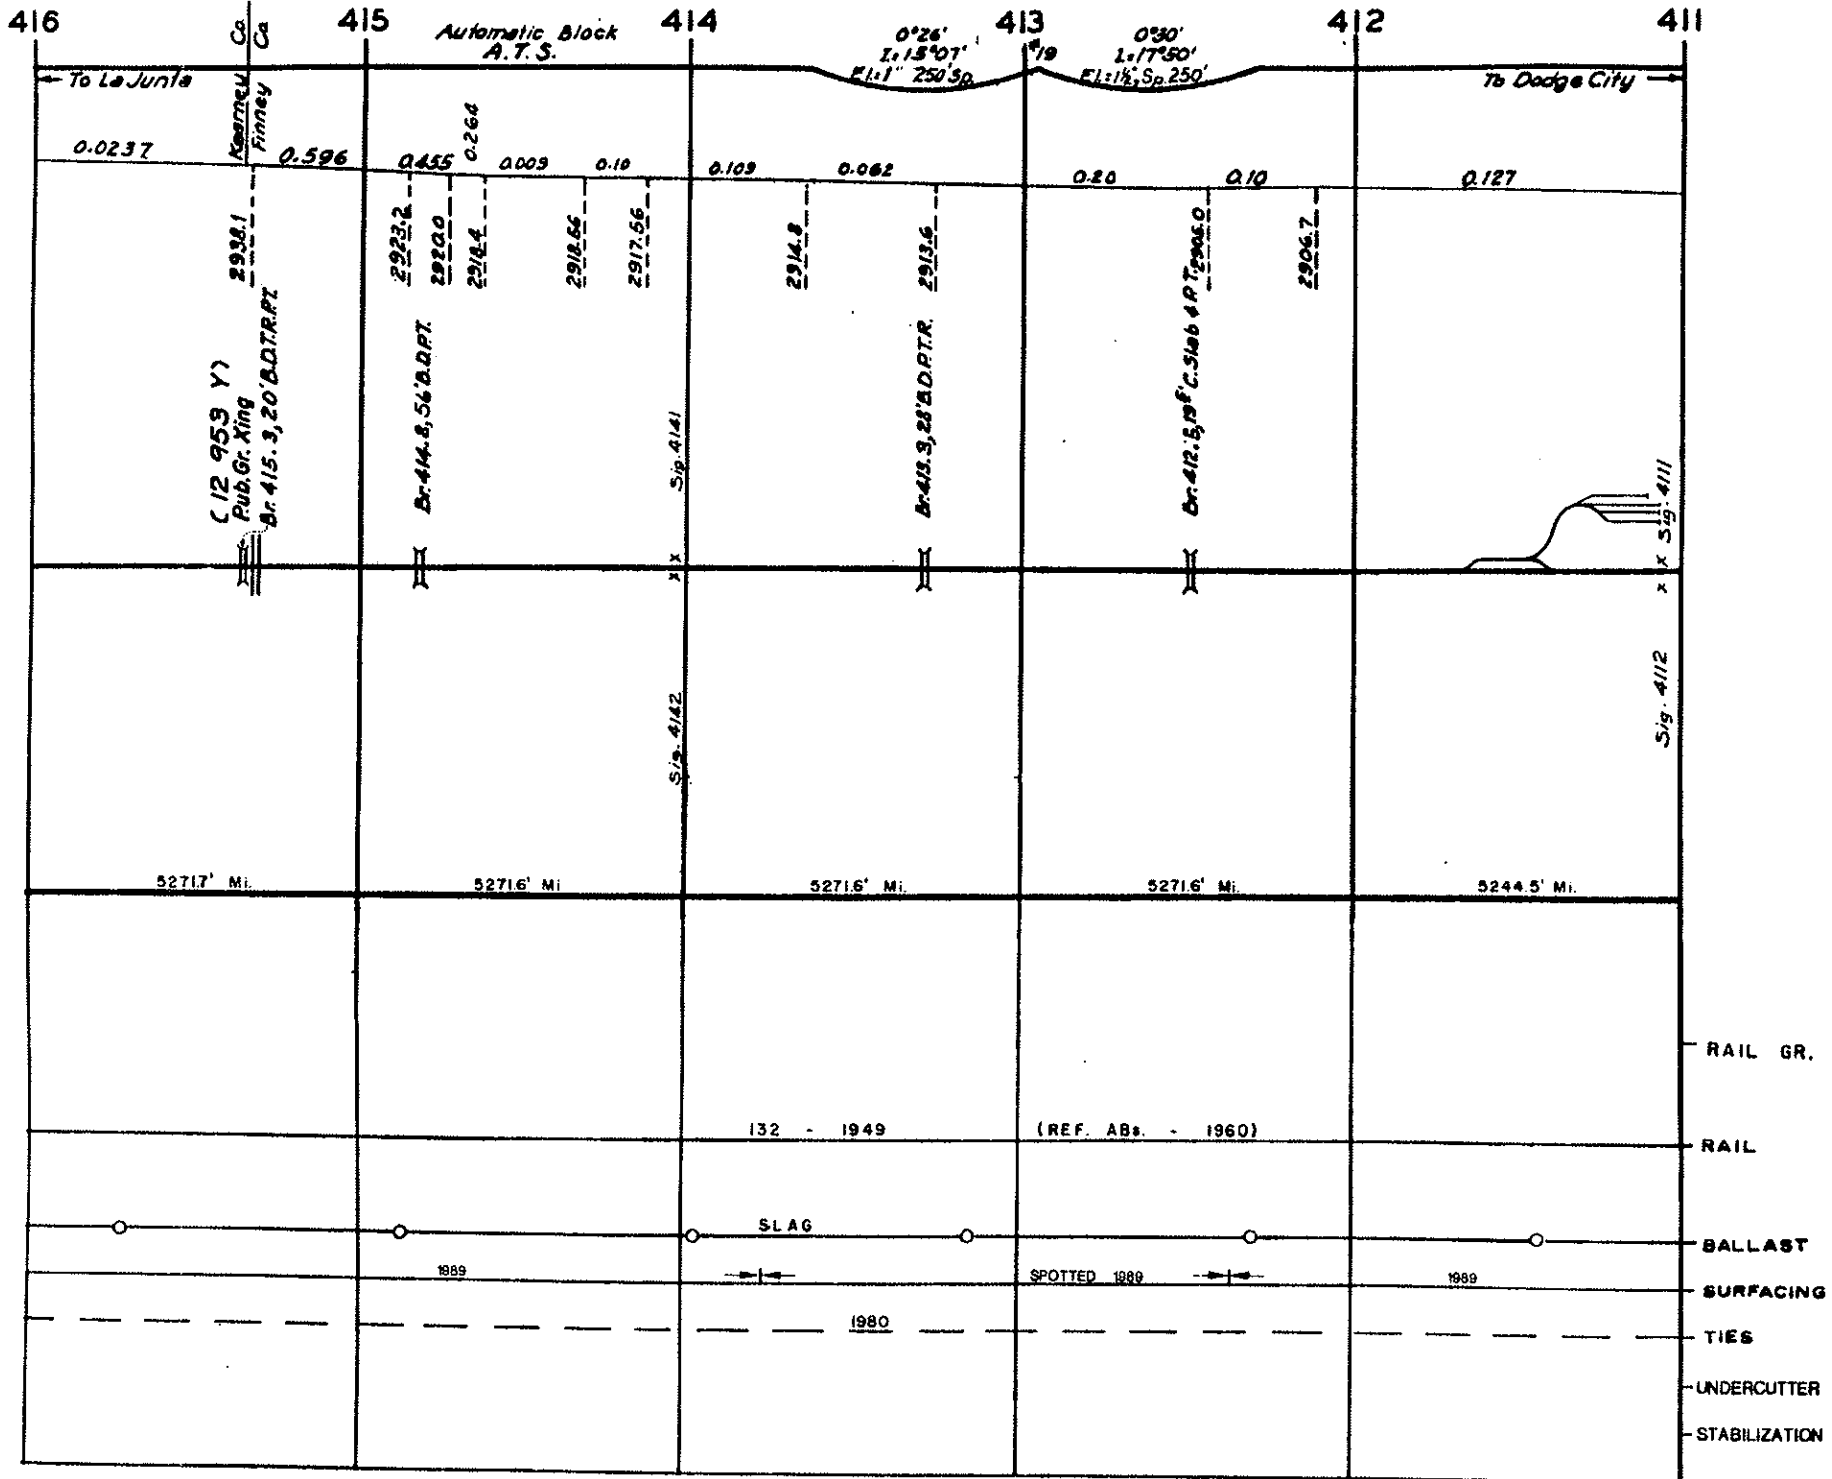 416 415 414 413 412 411
Kearney Co
Finney Co
Automatic Block
A.T.S.
0°26'
I=15°07'
El=1" 250' Sp.
#19
0°30'
I=17°50'
El=1½", Sp. 250'
← To La Junta
To Dodge City →
0.0237 0.596 0.455 0.264 0.009 0.10 0.109 0.062 0.20 0.10 0.127
2938.1
2923.2
2920.0
2918.4
2918.66
2917.56
2914.8
2913.6
2906.0
2906.7
(12 953 Y)
Pub. Gr. Xing
Br. 415.3, 20' B.D.T.R.P.T.
Br. 414.8, 56' B.D.P.T.
Sig. 4141
Br. 413.3, 28' B.D.P.T.R.
Br. 412.5, C. Slab & P.T.
Sig. 4111
x x
x x
Sig. 4142
Sig. 4112
5271.7' Mi. 5271.6' Mi 5271.6' Mi. 5271.6' Mi. 5244.5' Mi.
RAIL GR.
132 - 1949 (REF. ABs. - 1960)
RAIL
SLAG
BALLAST
1989 SPOTTED 1989 1989
SURFACING
1980
TIES
UNDERCUTTER
STABILIZATION